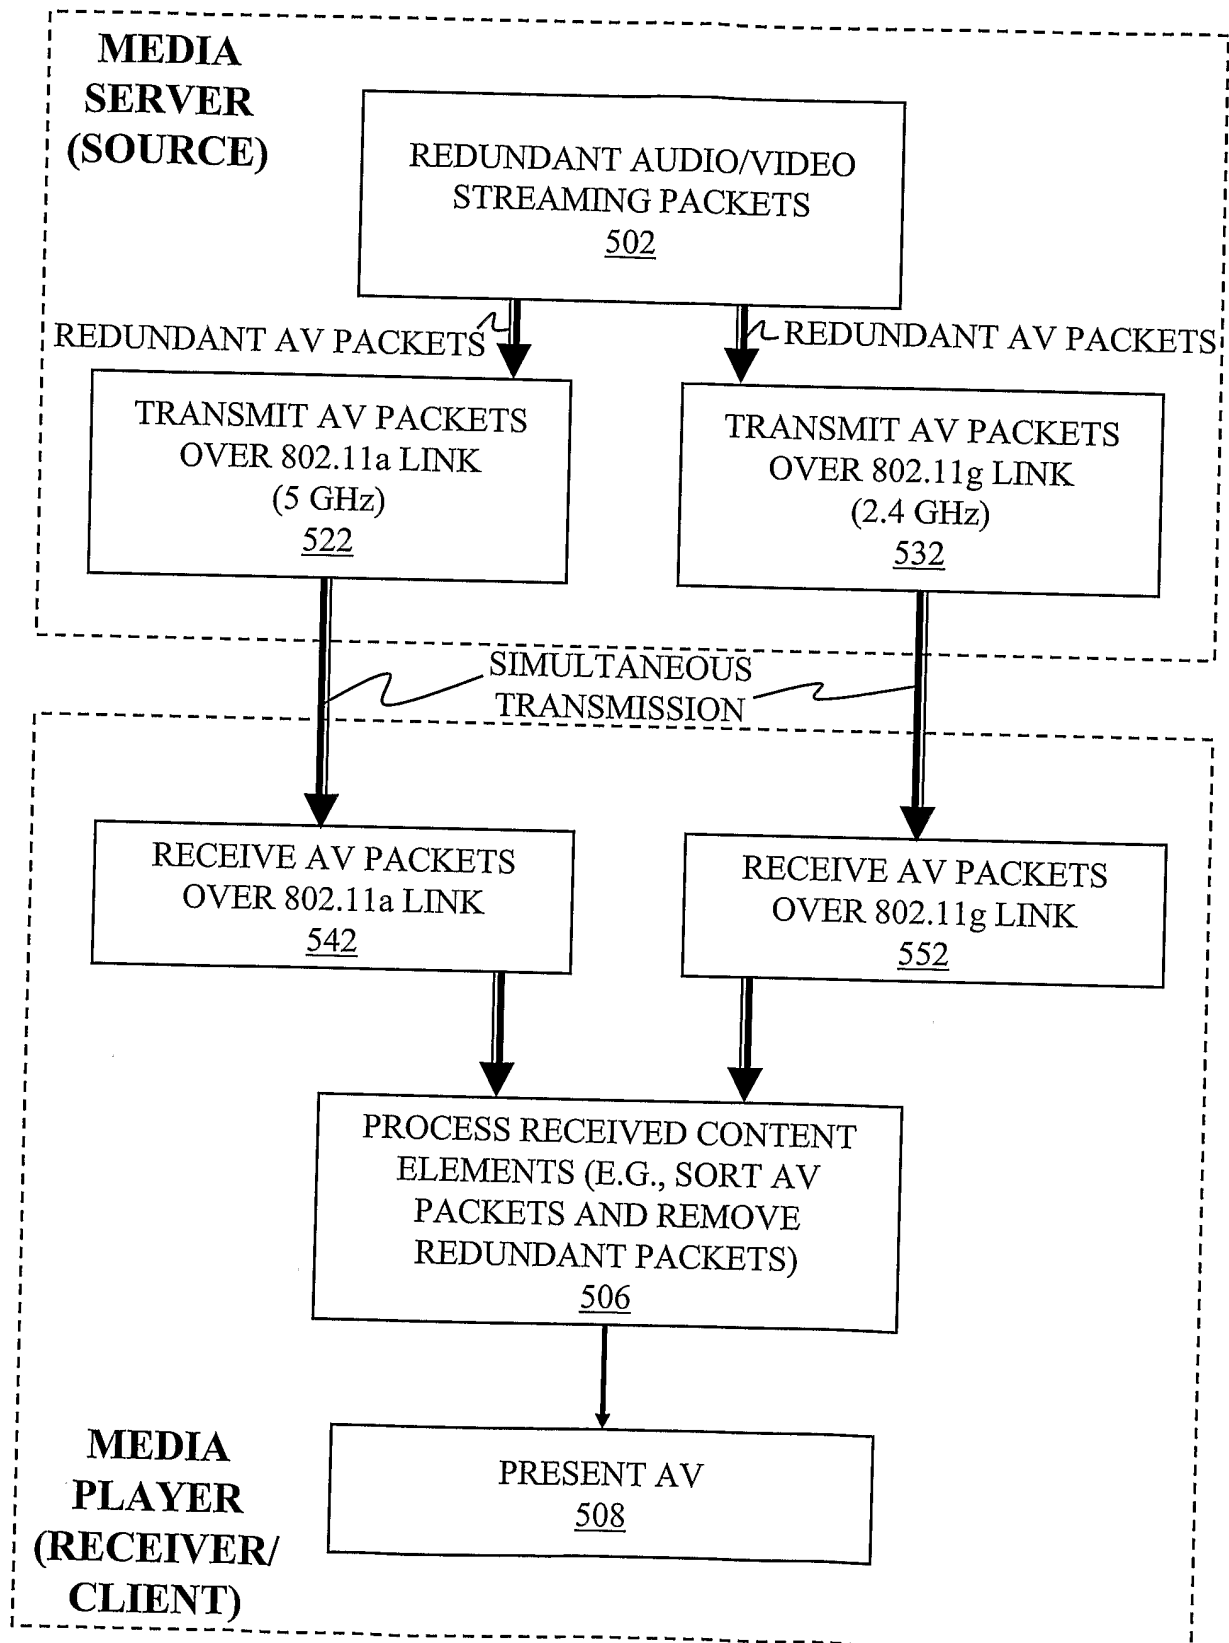 MEDIA
SERVER
(SOURCE)
REDUNDANT AUDIO/VIDEO
STREAMING PACKETS
502
REDUNDANT AV PACKETS
REDUNDANT AV PACKETS
TRANSMIT AV PACKETS
OVER 802.11a LINK
(5 GHz)
522
TRANSMIT AV PACKETS
OVER 802.11g LINK
(2.4 GHz)
532
SIMULTANEOUS
TRANSMISSION
RECEIVE AV PACKETS
OVER 802.11a LINK
542
RECEIVE AV PACKETS
OVER 802.11g LINK
552
PROCESS RECEIVED CONTENT
ELEMENTS (E.G., SORT AV
PACKETS AND REMOVE
REDUNDANT PACKETS)
506
PRESENT AV
508
MEDIA
PLAYER
(RECEIVER/
CLIENT)